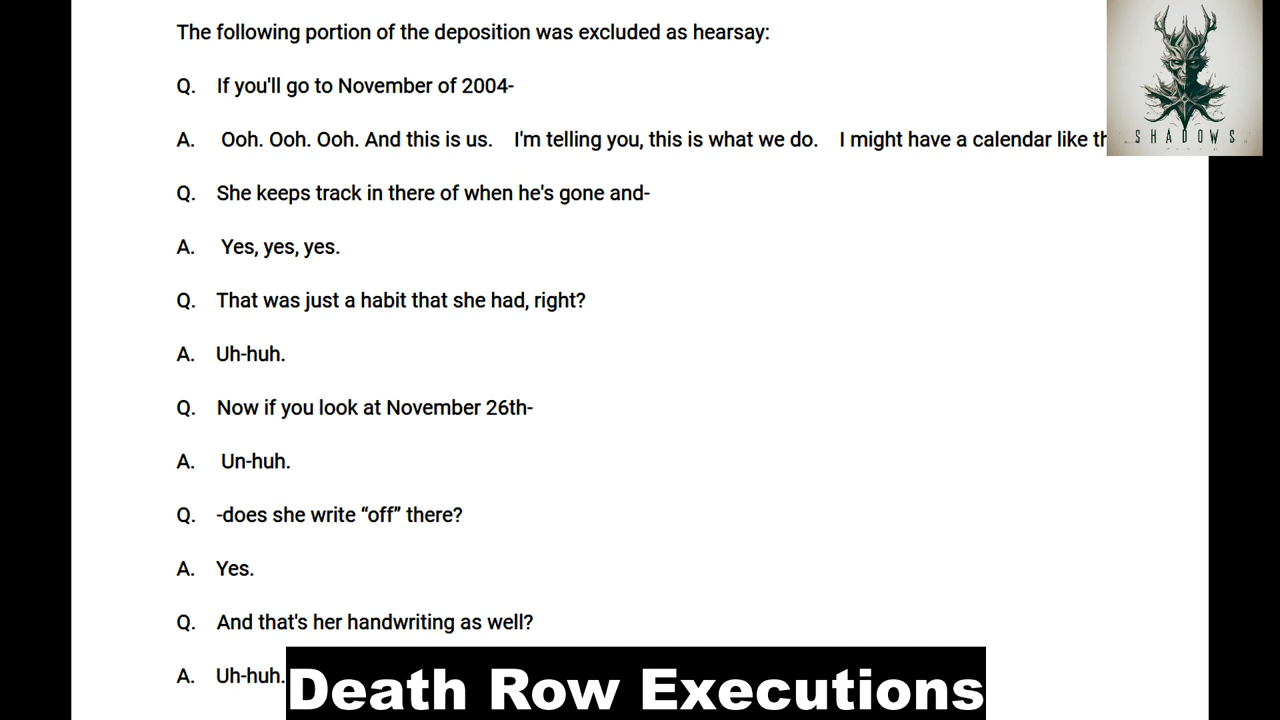 The following portion of the deposition was excluded as hearsay:
Q. If you'll go to November of 2004-
A. Ooh. Ooh. Ooh. And this is us. I'm telling you, this is what we do. I might have a calendar like
Q. She keeps track in there of when he's gone and-
A. Yes, yes, yes.
Q. That was just a habit that she had, right?
A. Uh-huh.
Q. Now if you look at November 26th-
A. Un-huh.
Q. -does she write “off” there?
A. Yes.
Q. And that's her handwriting as well?
A. Uh-huh.
SHADOWS
Death Row Executions